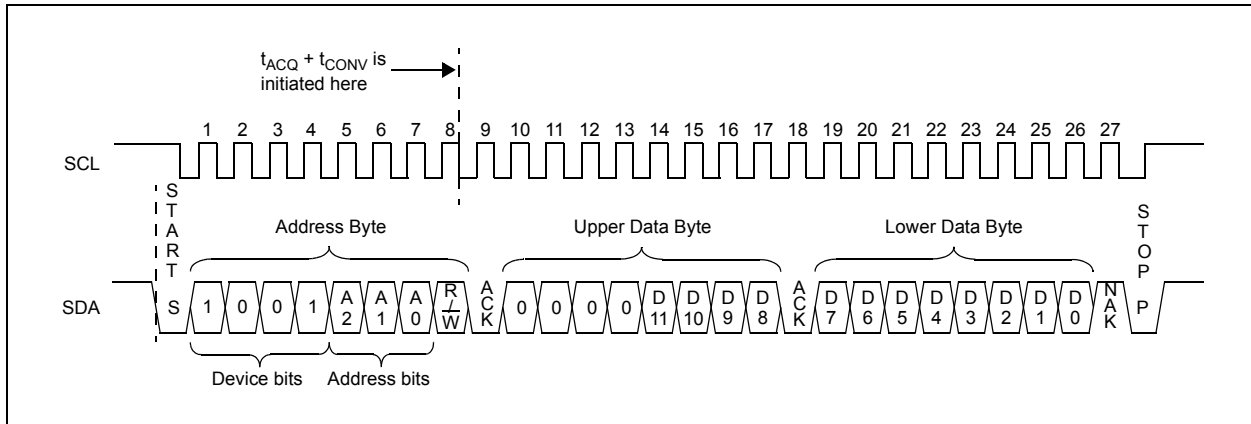 tACQ + tCONV is
initiated here
1 2 3 4 5 6 7 8 9 10 11 12 13 14 15 16 17 18 19 20 21 22 23 24 25 26 27
SCL
START
STOP
Address Byte
Upper Data Byte
Lower Data Byte
SDA
S 1 0 0 1 A2 A1 A0 R/W ACK 0 0 0 0 D11 D10 D9 D8 ACK D7 D6 D5 D4 D3 D2 D1 D0 NAK P
Device bits
Address bits